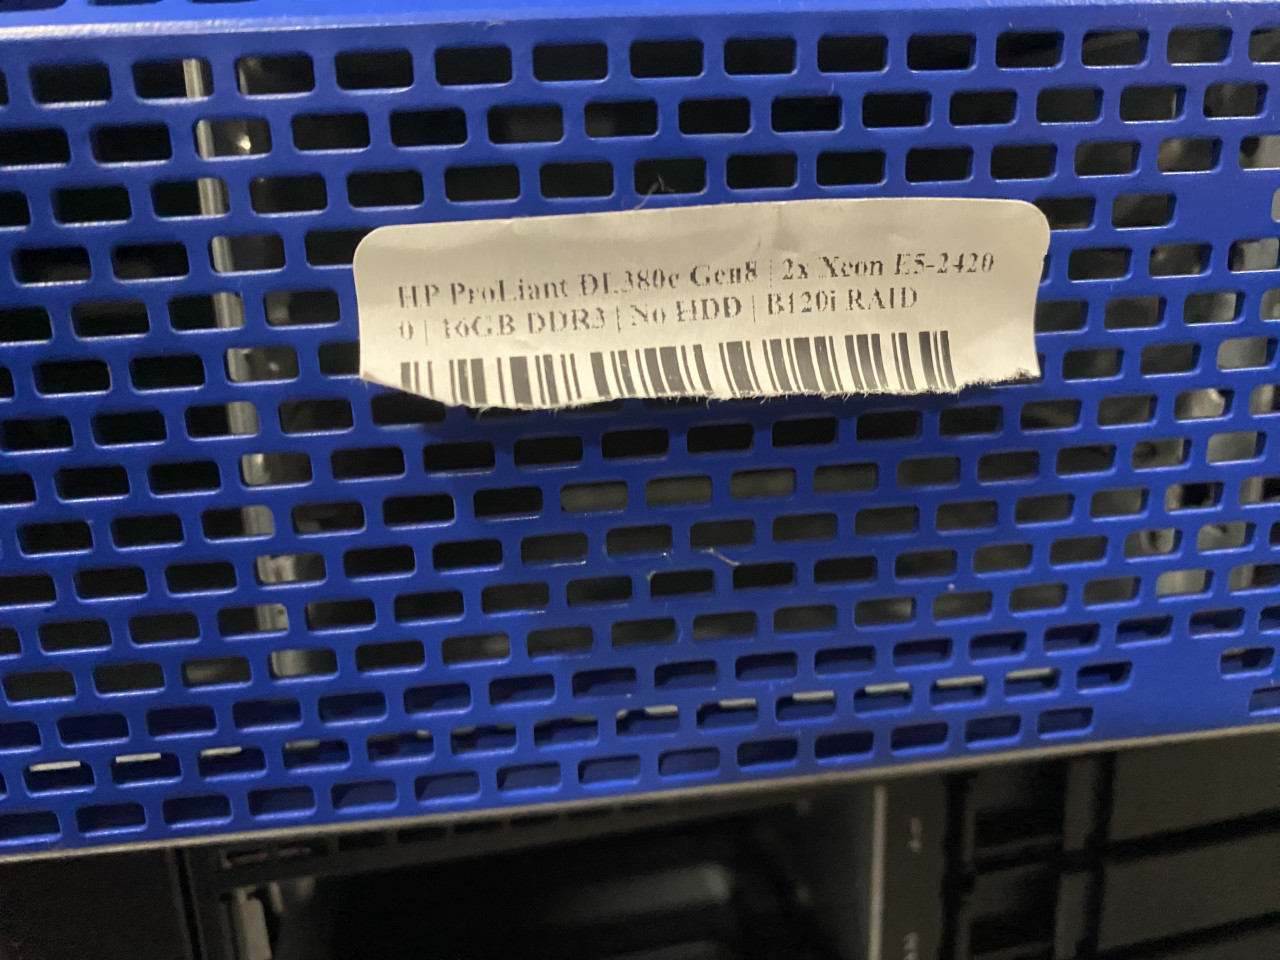 HP ProLiant DL380e Gen8 | 2x Xeon E5-2420
0 | 16GB DDR3 | No HDD | B120i RAID